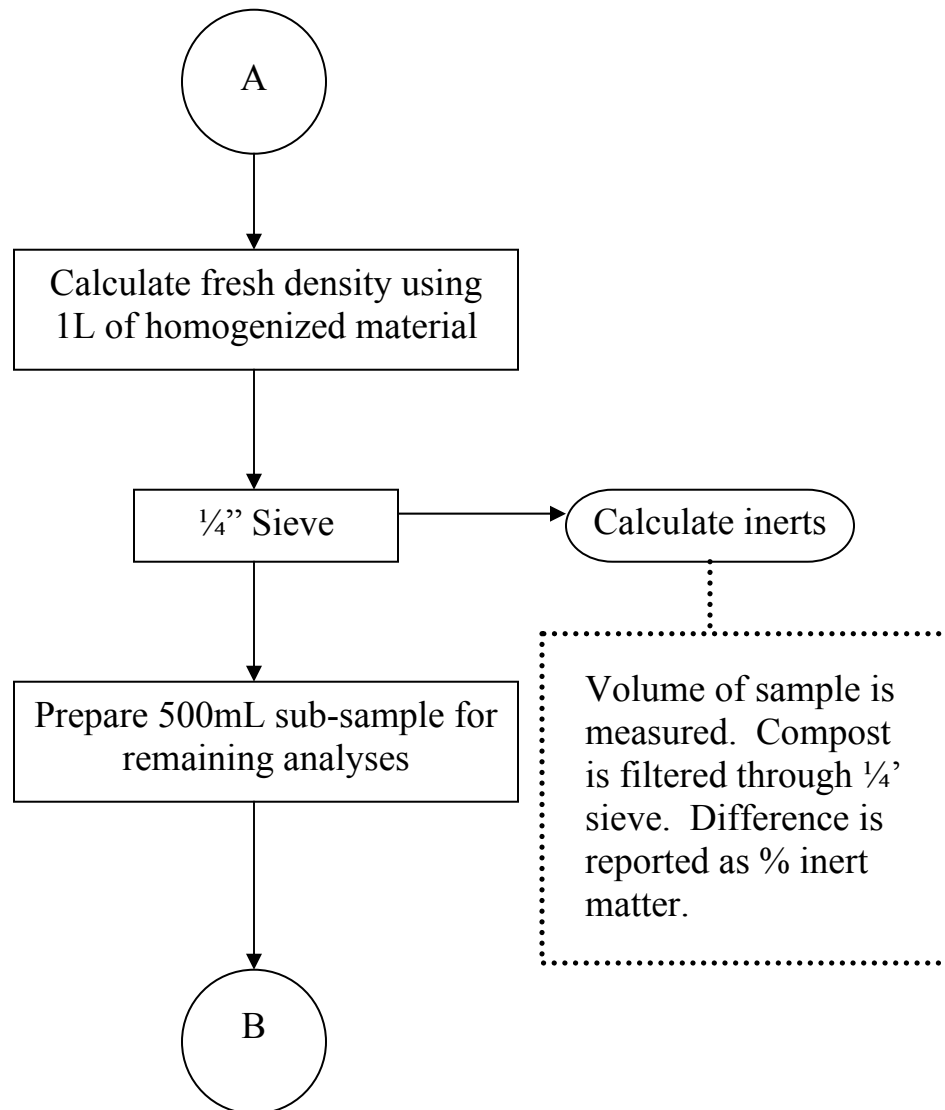 A
Calculate fresh density using
1L of homogenized material
¼” Sieve
Calculate inerts
Volume of sample is
measured.  Compost
is filtered through ¼’
sieve.  Difference is
reported as % inert
matter.
Prepare 500mL sub-sample for
remaining analyses
B